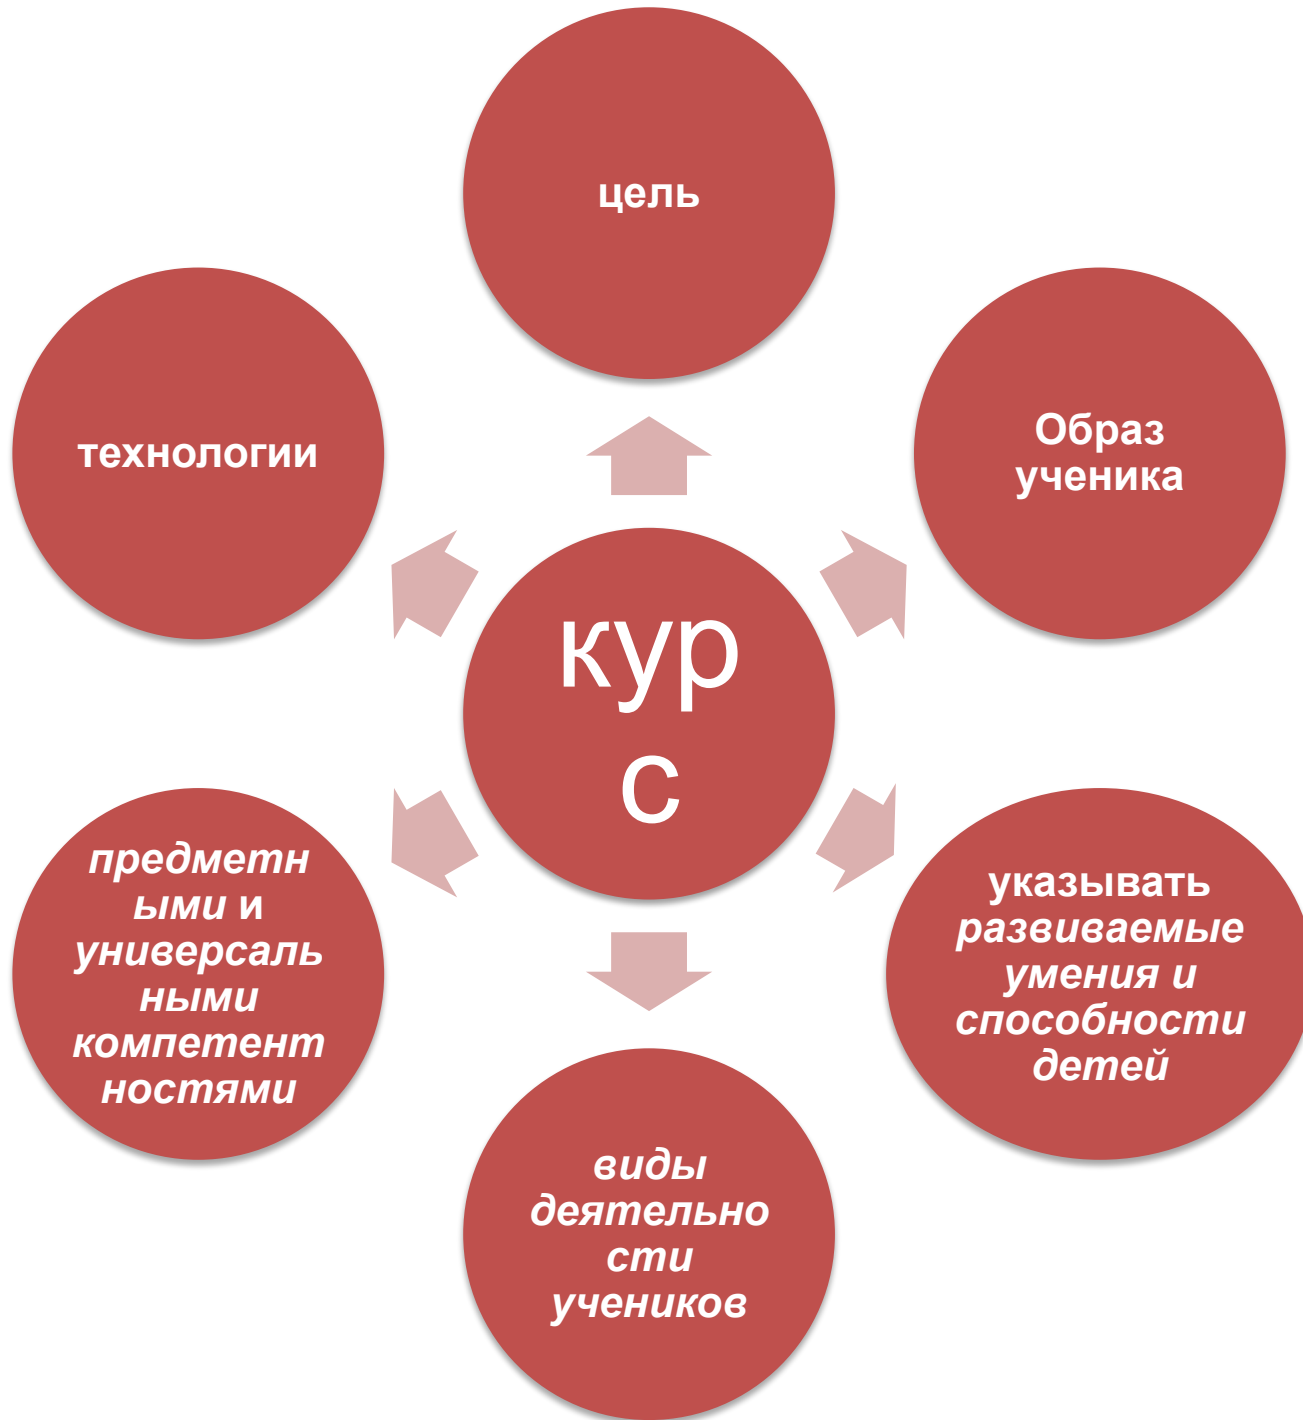 цель
Образ
ученика
технологии
кур
с
указывать
развиваемые
умения и
способности
детей
предметн
ыми и
универсаль
ными
компетент
ностями
виды
деятельно
сти
учеников